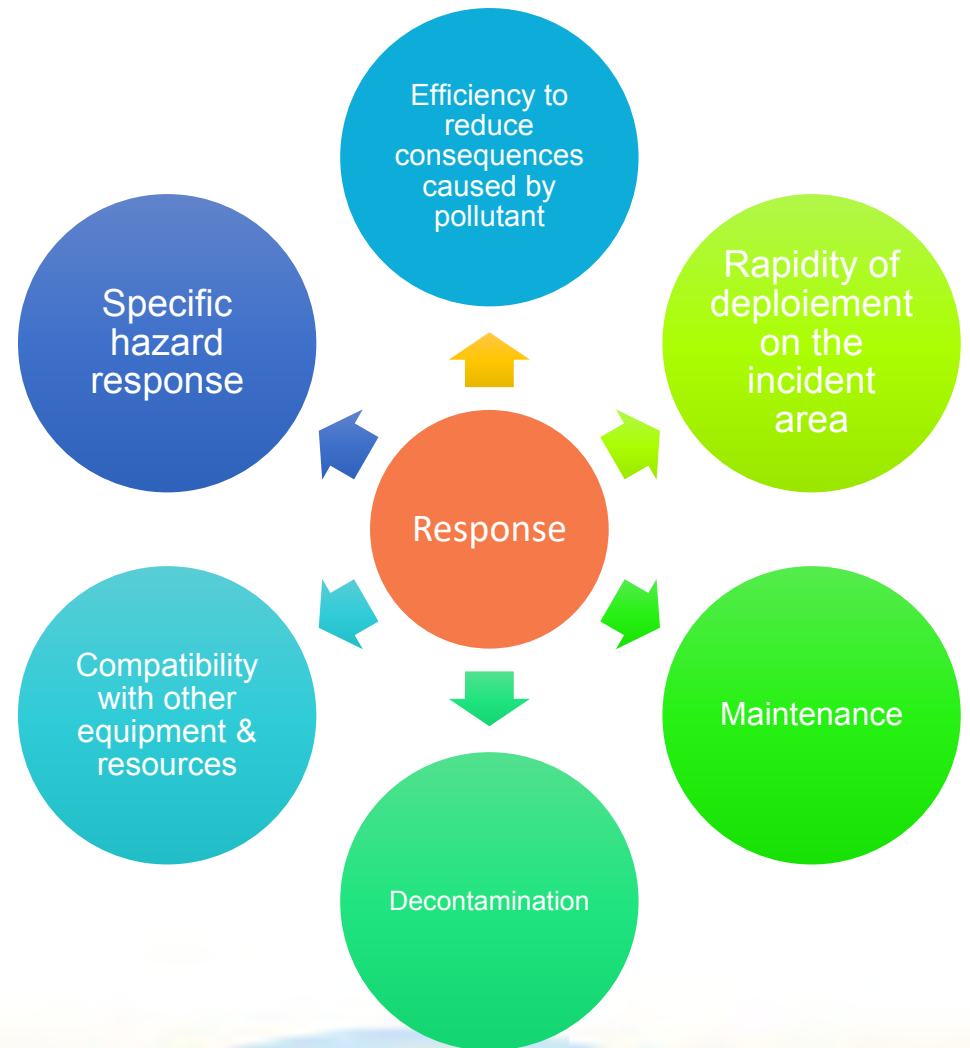 Efficiency to
reduce
consequences
caused by
pollutant
Rapidity of
deploiement
on the
incident
area
Maintenance
Decontamination
Compatibility
with other
equipment &
resources
Specific
hazard
response
Response